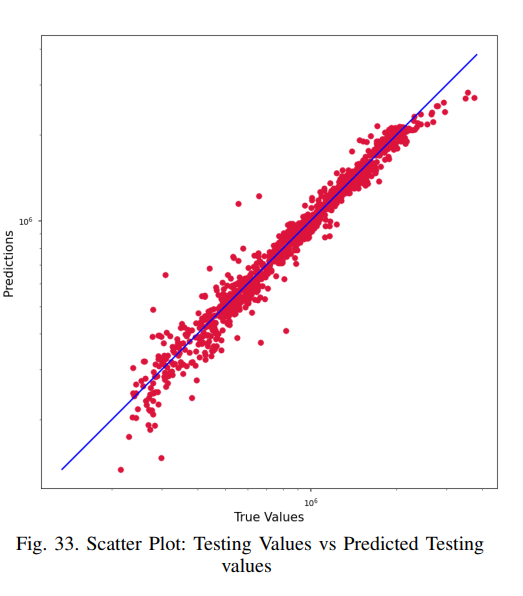 10⁶
Predictions
10⁶
True Values
Fig. 33. Scatter Plot: Testing Values vs Predicted Testing
values